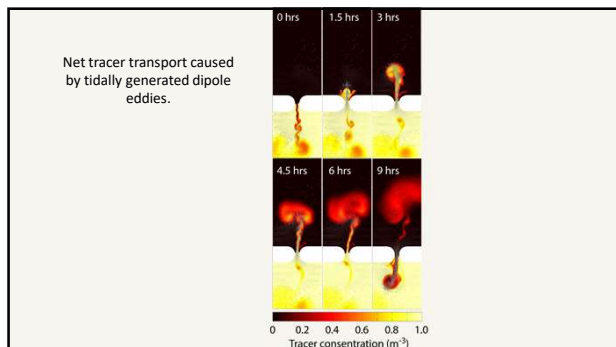 Net tracer transport caused
by tidally generated dipole
eddies.
0 hrs
1.5 hrs
3 hrs
4.5 hrs
6 hrs
9 hrs
0 0.2 0.4 0.6 0.8 1.0
Tracer consentration (m⁻³)